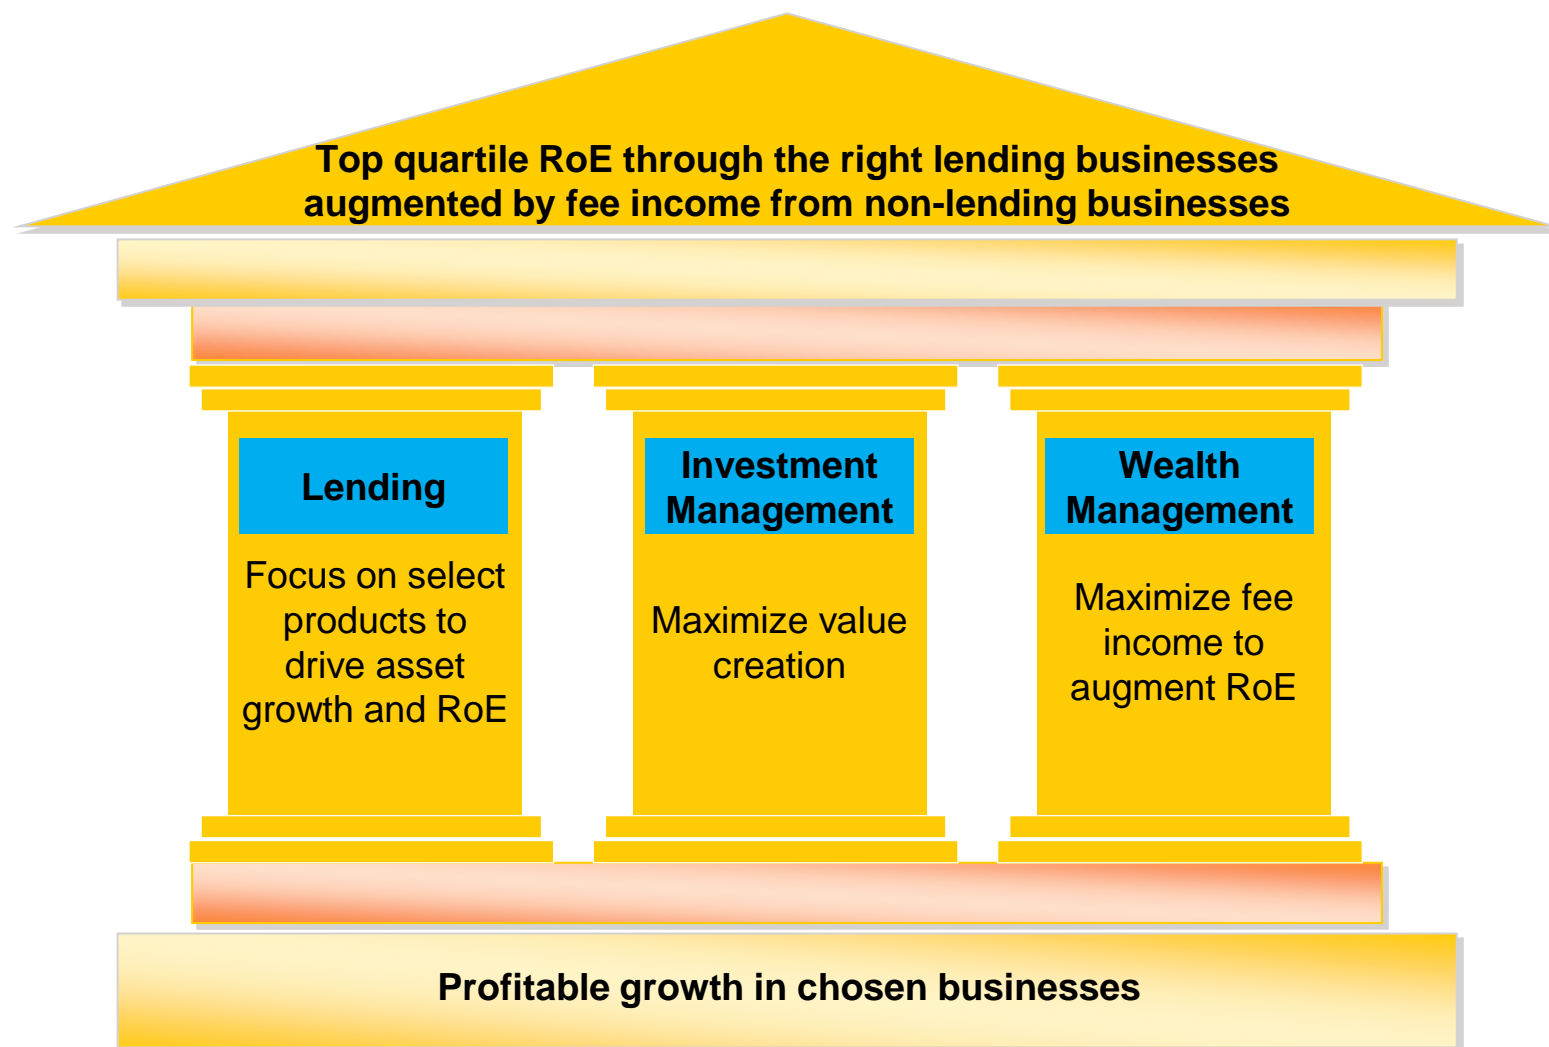 Top quartile RoE through the right lending businesses
augmented by fee income from non-lending businesses
Lending
Focus on select
products to
drive asset
growth and RoE
Investment
Management
Maximize value
creation
Wealth
Management
Maximize fee
income to
augment RoE
Profitable growth in chosen businesses